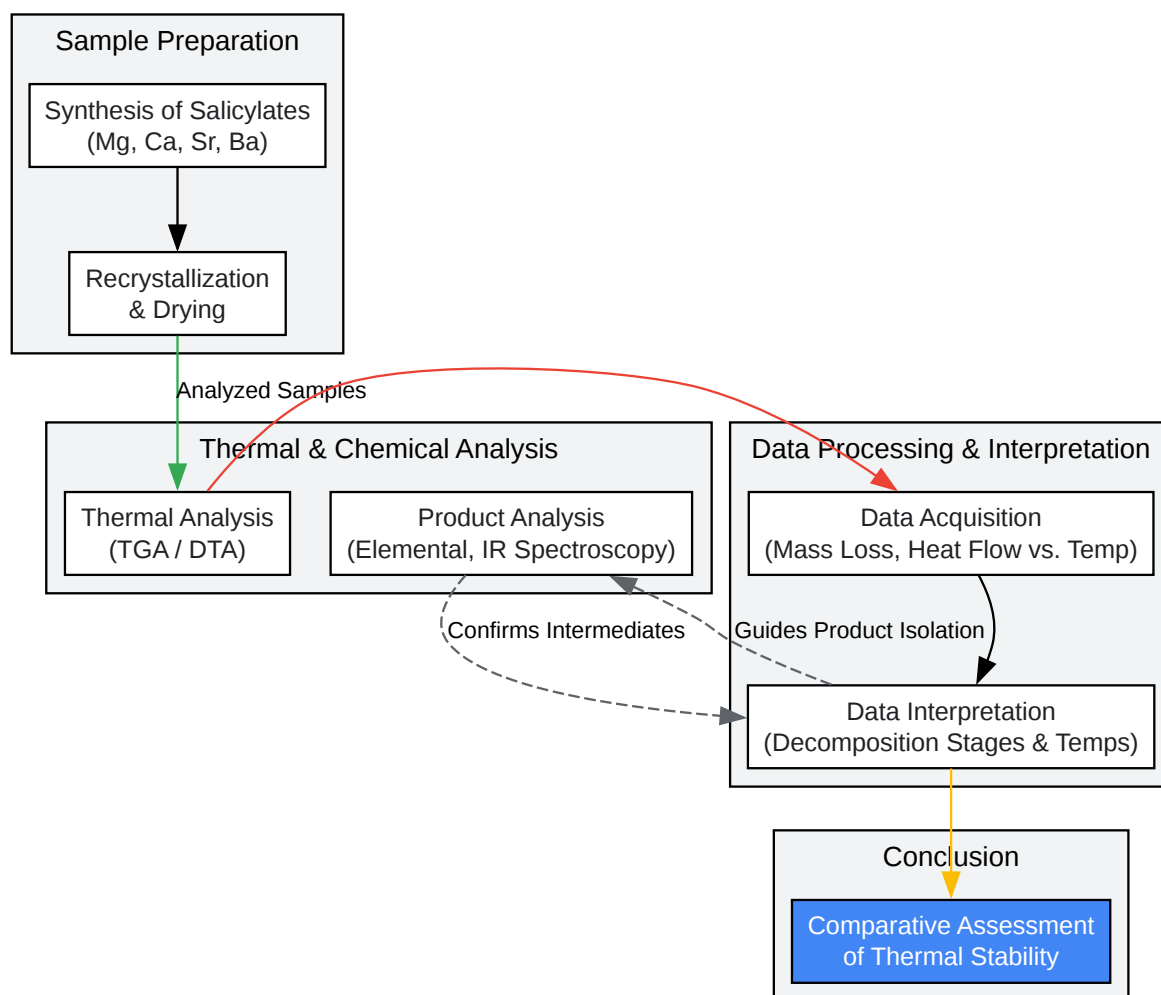 Sample Preparation
Synthesis of Salicylates
(Mg, Ca, Sr, Ba)
Recrystallization
& Drying
Analyzed Samples
Thermal & Chemical Analysis
Thermal Analysis
(TGA / DTA)
Product Analysis
(Elemental, IR Spectroscopy)
Data Processing & Interpretation
Data Acquisition
(Mass Loss, Heat Flow vs. Temp)
Confirms Intermediates
Guides Product Isolation
Data Interpretation
(Decomposition Stages & Temps)
Conclusion
Comparative Assessment
of Thermal Stability